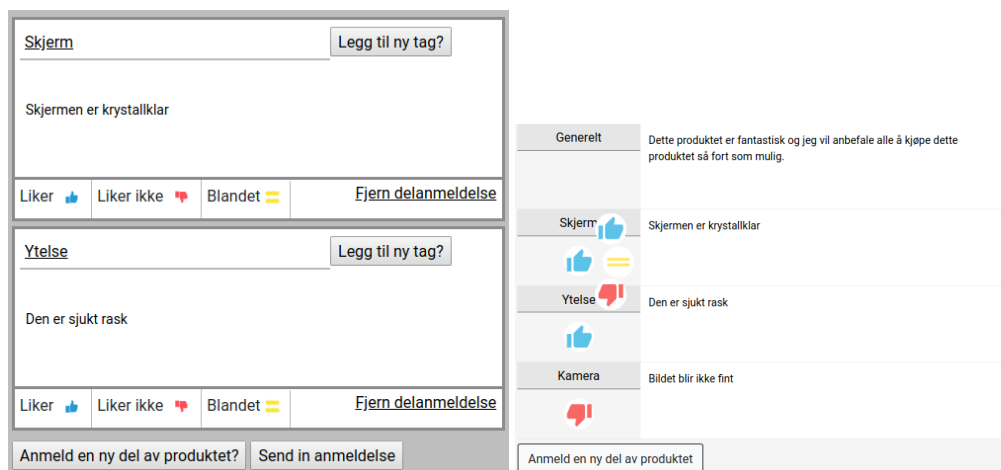 Skjerm
Legg til ny tag?
Skjermen er krystallklar
Liker
Liker ikke
Blandet
Fjern delanmeldelse
Ytelse
Legg til ny tag?
Den er sjukt rask
Liker
Liker ikke
Blandet
Fjern delanmeldelse
Anmeld en ny del av produktet?
Send in anmeldelse
Generelt
Dette produktet er fantastisk og jeg vil anbefale alle å kjøpe dette
produktet så fort som mulig.
Skjerm
Skjermen er krystallklar
Ytelse
Den er sjukt rask
Kamera
Bildet blir ikke fint
Anmeld en ny del av produktet